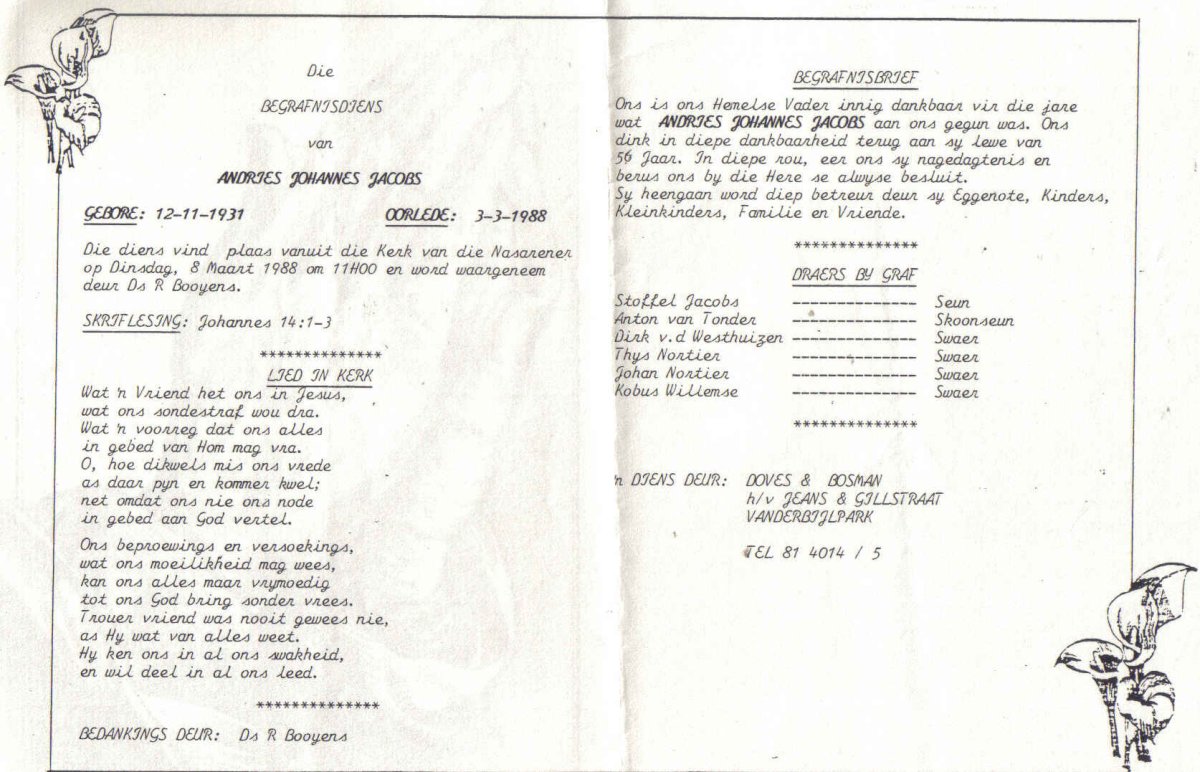 Die
BEGRAFNISDIENS
van
ANDRIES JOHANNES JACOBS
GEBORE: 12-11-1931 OORLEDE: 3-3-1988
Die diens vind plaas vanuit die Kerk van die Nasarener
op Dinsdag, 8 Maart 1988 om 11H00 en word waargeneem
deur Ds R Booyens.
SKRIFLESING: Johannes 14:1-3
**************
LIED IN KERK
Wat 'n Vriend het ons in Jesus,
wat ons sondestraf wou dra.
Wat 'n voorreg dat ons alles
in gebed van Hom mag vra.
O, hoe dikwels mis ons vrede
as daar pyn en kommer kwel;
net omdat ons nie ons node
in gebed aan God vertel.
Ons beproewings en versoekings,
wat ons moeilikheid mag wees,
kan ons alles maar vrymoedig
tot ons God bring sonder vrees.
Trouer vriend was nooit gewees nie,
as Hy wat van alles weet.
Hy ken ons in al ons swakheid,
en wil deel in al ons leed.
**************
BEDANKINGS DEUR: Ds R Booyens
BEGRAFNISBRIEF
Ons is ons Hemelse Vader innig dankbaar vir die jare
wat ANDRIES JOHANNES JACOBS aan ons gegun was. Ons
dink in diepe dankbaarheid terug aan sy lewe van
56 Jaar. In diepe rou, eer ons sy nagedagtenis en
berus ons by die Here se alwyse besluit.
Sy heengaan word diep betreur deur sy Eggenote, Kinders,
Kleinkinders, Familie en Vriende.
**************
DRAERS BY GRAF
Stoffel Jacobs -------------- Seun
Anton van Tonder -------------- Skoonseun
Dirk v.d Westhuizen -------------- Swaer
Thys Nortier -------------- Swaer
Johan Nortier -------------- Swaer
Kobus Willemse -------------- Swaer
**************
'n DIENS DEUR: DOVES & BOSMAN
h/v JEANS & GILLSTRAAT
VANDERBIJLPARK
TEL 81 4014 / 5